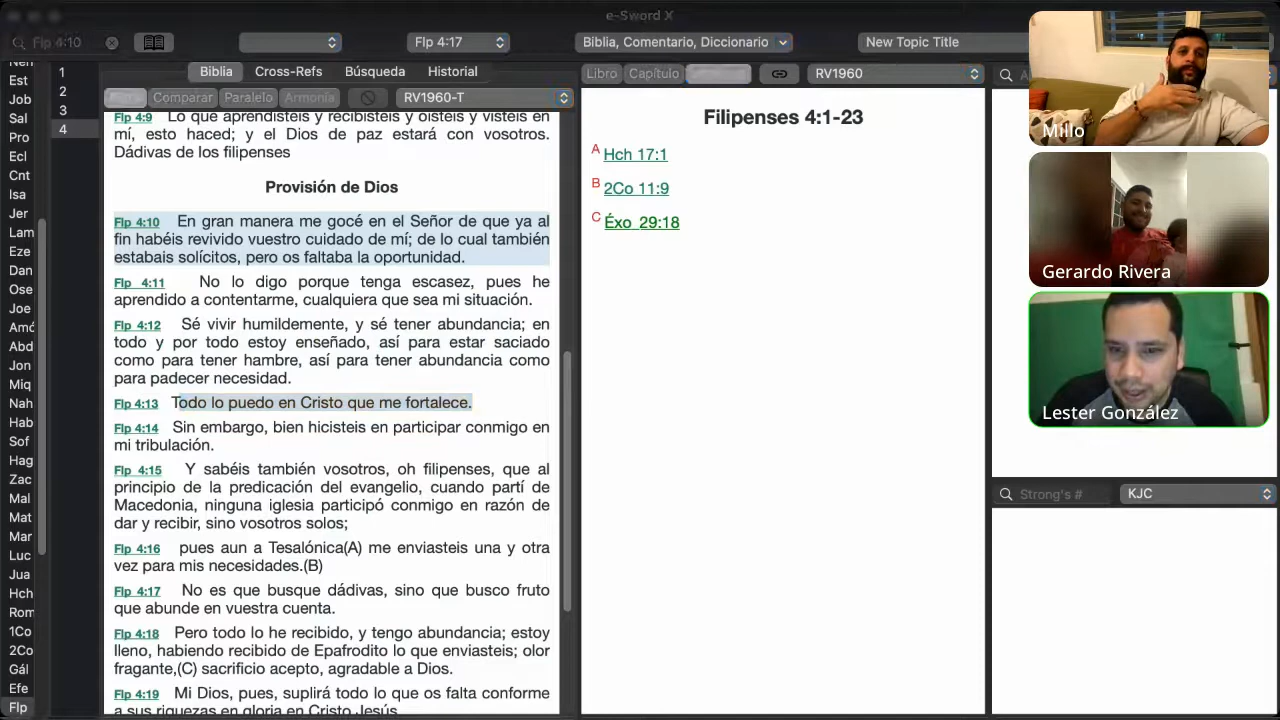 e-Sword X
Flp 4:10
Flp 4:17
Biblia, Comentario, Diccionario
New Topic Title
Est
Job
Sal
Pro
Ecl
Cnt
Isa
Jer
Lam
Eze
Dan
Ose
Joe
Amó
Abd
Jon
Miq
Nah
Hab
Sof
Hag
Zac
Mal
Mat
Mar
Luc
Jua
Hch
Rom
1Co
2Co
Gál
Efe
Flp
1
2
3
4
Biblia Cross-Refs Búsqueda Historial
Comparar Paralelo Armonía RV1960-T
Flp 4:9 Lo que aprendisteis y recibisteis y oísteis y visteis en
mí, esto haced; y el Dios de paz estará con vosotros.
Dádivas de los filipenses
Provisión de Dios
Flp 4:10 En gran manera me gocé en el Señor de que ya al
fin habéis revivido vuestro cuidado de mí; de lo cual también
estabais solícitos, pero os faltaba la oportunidad.
Flp 4:11 No lo digo porque tenga escasez, pues he
aprendido a contentarme, cualquiera que sea mi situación.
Flp 4:12 Sé vivir humildemente, y sé tener abundancia; en
todo y por todo estoy enseñado, así para estar saciado
como para tener hambre, así para tener abundancia como
para padecer necesidad.
Flp 4:13 Todo lo puedo en Cristo que me fortalece.
Flp 4:14 Sin embargo, bien hicisteis en participar conmigo en
mi tribulación.
Flp 4:15 Y sabéis también vosotros, oh filipenses, que al
principio de la predicación del evangelio, cuando partí de
Macedonia, ninguna iglesia participó conmigo en razón de
dar y recibir, sino vosotros solos;
Flp 4:16 pues aun a Tesalónica(A) me enviasteis una y otra
vez para mis necesidades.(B)
Flp 4:17 No es que busque dádivas, sino que busco fruto
que abunde en vuestra cuenta.
Flp 4:18 Pero todo lo he recibido, y tengo abundancia; estoy
lleno, habiendo recibido de Epafrodito lo que enviasteis; olor
fragante,(C) sacrificio acepto, agradable a Dios.
Flp 4:19 Mi Dios, pues, suplirá todo lo que os falta conforme
a sus riquezas en gloria en Cristo Jesús.
Libro Capítulo RV1960
Filipenses 4:1-23
A Hch 17:1
B 2Co 11:9
C Éxo 29:18
Millo
Gerardo Rivera
Lester González
Strong's # KJC